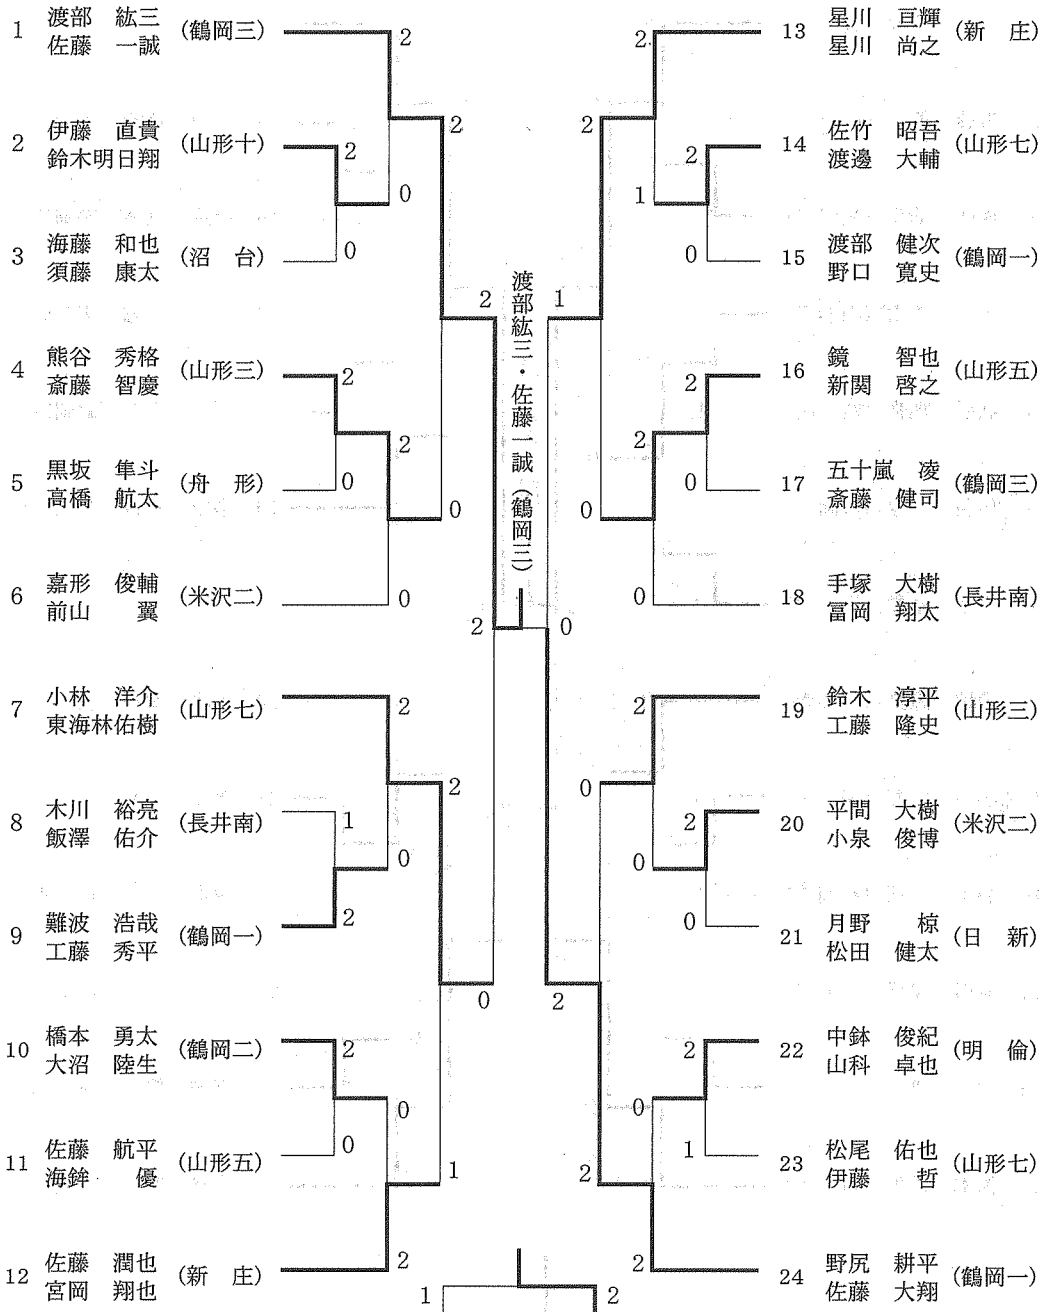 1 渡部 紘三 (鶴岡三)
佐藤 一誠
2
2 伊藤 直貴 (山形十)
鈴木明日翔
2
0
3 海藤 和也 (沼 台)
須藤 康太
0
2
4 熊谷 秀格 (山形三)
斎藤 智慶
2
2
5 黒坂 隼斗 (舟 形)
高橋 航太
0
0
6 嘉形 俊輔 (米沢二)
前山 翼
0
2
2
7 小林 洋介 (山形七)
東海林佑樹
2
2
8 木川 裕亮 (長井南)
飯澤 佑介
1
0
9 難波 浩哉 (鶴岡一)
工藤 秀平
2
0
10 橋本 勇太 (鶴岡二)
大沼 陸生
2
0
11 佐藤 航平 (山形五)
海鉾 優
0
1
12 佐藤 潤也 (新 庄)
宮岡 翔也
2
渡部紘三・佐藤一誠(鶴岡三)
13 星川 亘輝 (新 庄)
星川 尚之
2
2
14 佐竹 昭吾 (山形七)
渡邊 大輔
2
1
15 渡部 健次 (鶴岡一)
野口 寛史
0
1
16 鏡 智也 (山形五)
新関 啓之
2
2
17 五十嵐 凌 (鶴岡三)
斎藤 健司
0
0
18 手塚 大樹 (長井南)
冨岡 翔太
0
0
19 鈴木 淳平 (山形三)
工藤 隆史
2
0
20 平間 大樹 (米沢二)
小泉 俊博
2
0
21 月野 椋 (日 新)
松田 健太
0
2
22 中鉢 俊紀 (明 倫)
山科 卓也
2
0
23 松尾 佑也 (山形七)
伊藤 哲
1
2
24 野尻 耕平 (鶴岡一)
佐藤 大翔
2
1 2